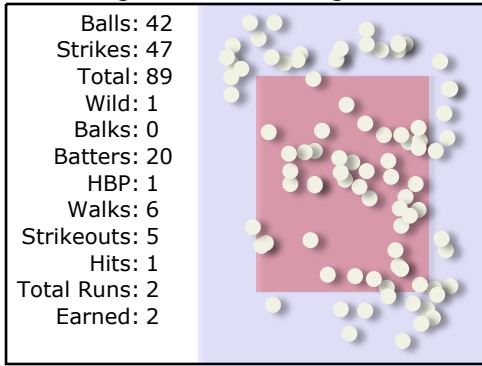 Balls: 42
Strikes: 47
Total: 89
Wild: 1
Balks: 0
Batters: 20
HBP: 1
Walks: 6
Strikeouts: 5
Hits: 1
Total Runs: 2
Earned: 2